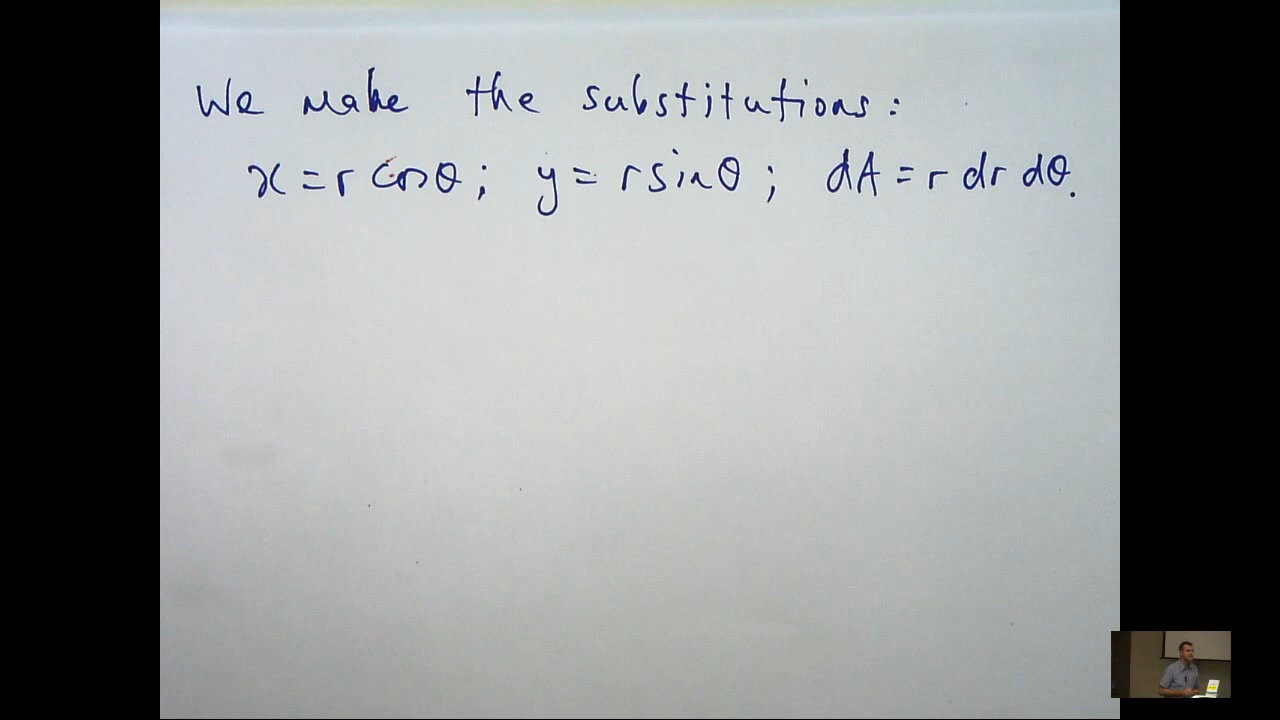 We make the substitutions:
x = r cosθ; y = r sinθ; dA = r dr dθ.